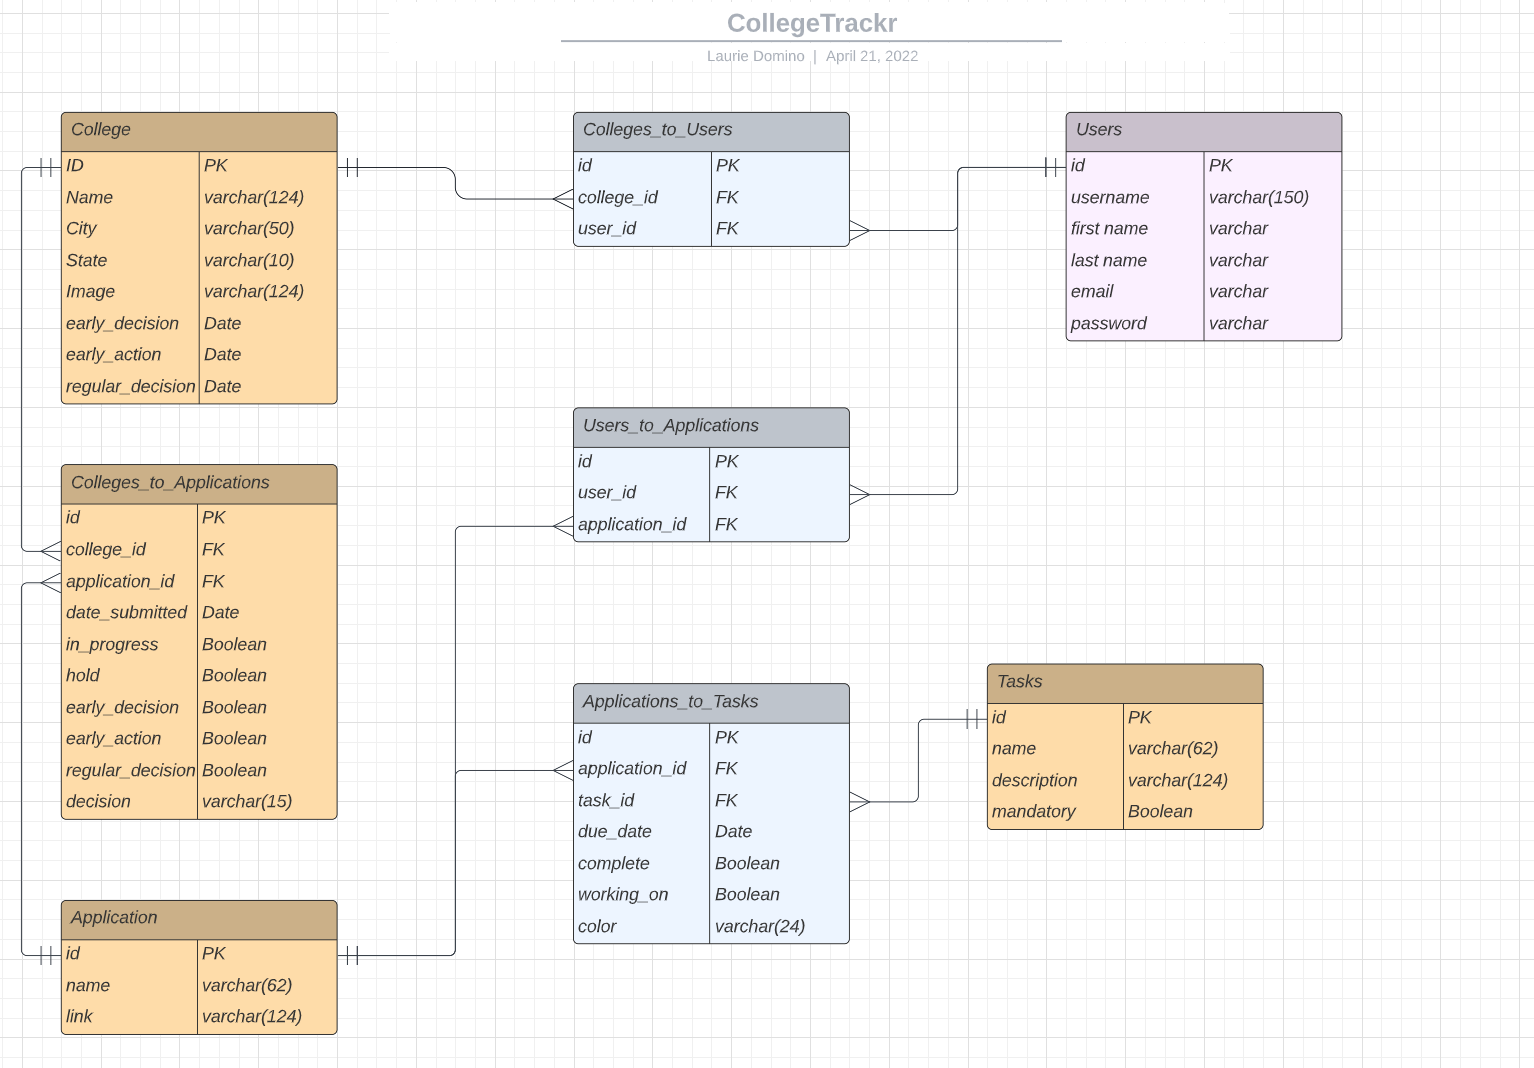 CollegeTrackr
Laurie Domino | April 21, 2022
College
ID PK
Name varchar(124)
City varchar(50)
State varchar(10)
Image varchar(124)
early_decision Date
early_action Date
regular_decision Date
Colleges_to_Users
id PK
college_id FK
user_id FK
Users
id PK
username varchar(150)
first name varchar
last name varchar
email varchar
password varchar
Colleges_to_Applications
id PK
college_id FK
application_id FK
date_submitted Date
in_progress Boolean
hold Boolean
early_decision Boolean
early_action Boolean
regular_decision Boolean
decision varchar(15)
Users_to_Applications
id PK
user_id FK
application_id FK
Applications_to_Tasks
id PK
application_id FK
task_id FK
due_date Date
complete Boolean
working_on Boolean
color varchar(24)
Tasks
id PK
name varchar(62)
description varchar(124)
mandatory Boolean
Application
id PK
name varchar(62)
link varchar(124)